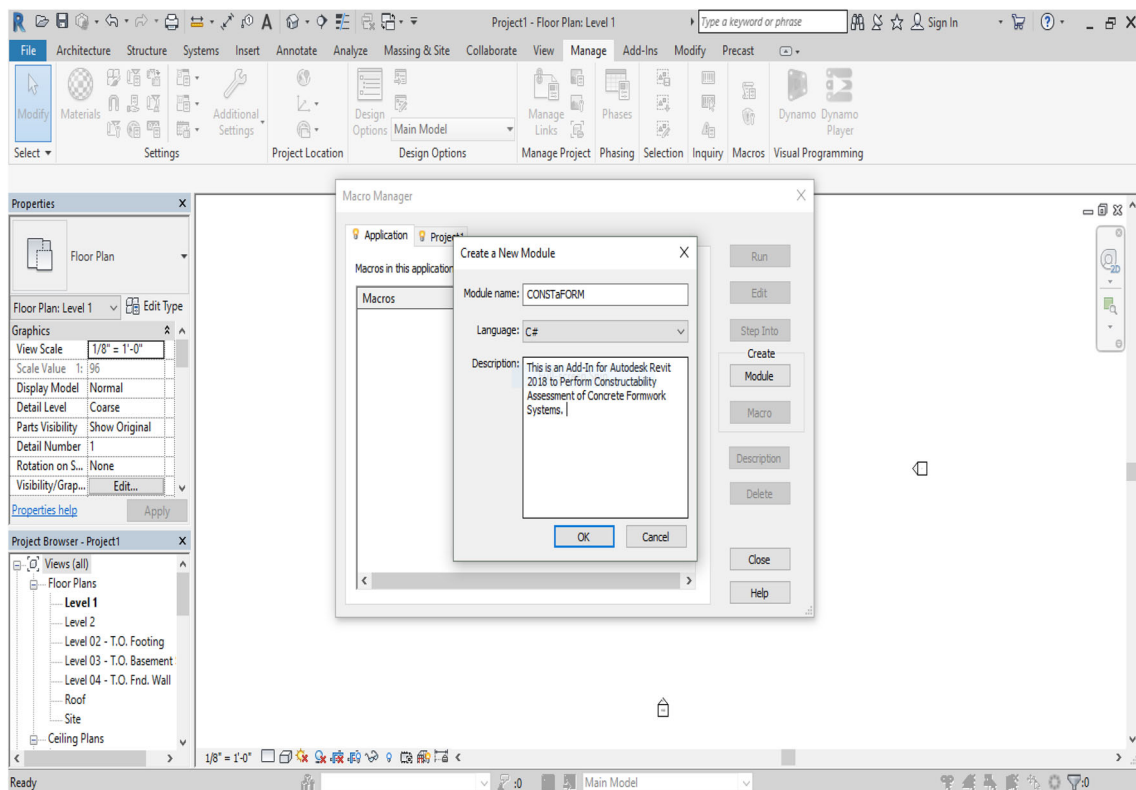 Project1 - Floor Plan: Level 1
Type a keyword or phrase
Sign In
File Architecture Structure Systems Insert Annotate Analyze Massing & Site Collaborate View Manage Add-Ins Modify Precast
Modify
Materials
Additional
Settings
Design
Options
Main Model
Manage
Links
Phases
Dynamo
Dynamo
Player
Select
Settings
Project Location
Design Options
Manage Project
Phasing
Selection
Inquiry
Macros
Visual Programming
Properties
Floor Plan
Floor Plan: Level 1
Edit Type
Graphics
View Scale 1/8" = 1'-0"
Scale Value 1: 96
Display Model Normal
Detail Level Coarse
Parts Visibility Show Original
Detail Number 1
Rotation on S... None
Visibility/Grap... Edit...
Properties help
Apply
Project Browser - Project1
Views (all)
Floor Plans
Level 1
Level 2
Level 02 - T.O. Footing
Level 03 - T.O. Basement
Level 04 - T.O. Fnd. Wall
Roof
Site
Ceiling Plans
Macro Manager
Application
Project1
Macros in this application
Macros
Run
Edit
Step Into
Create
Module
Macro
Description
Delete
Close
Help
Create a New Module
Module name: CONSTaFORM
Language: C#
Description: This is an Add-In for Autodesk Revit
2018 to Perform Constructability
Assessment of Concrete Formwork
Systems.
OK
Cancel
2D
1/8" = 1'-0"
Ready
:0
Main Model
:0